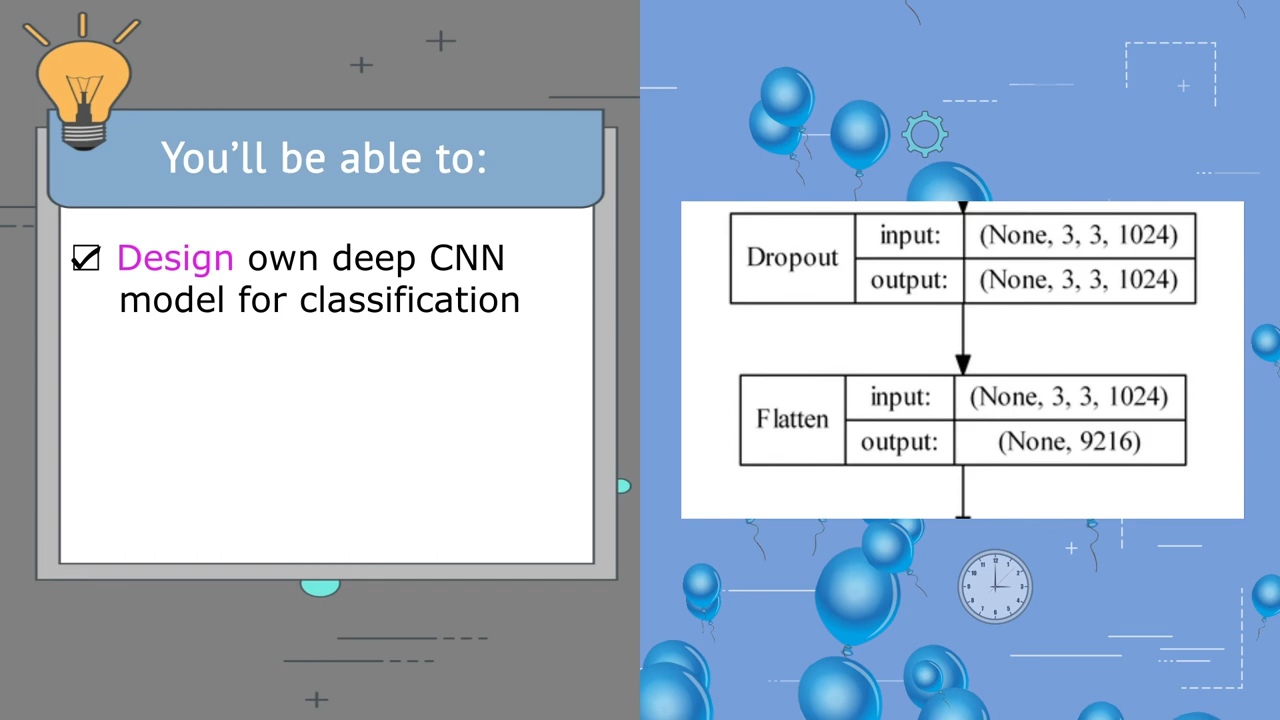 You’ll be able to:
Design own deep CNN
model for classification
Dropout
input:
(None, 3, 3, 1024)
output:
(None, 3, 3, 1024)
Flatten
input:
(None, 3, 3, 1024)
output:
(None, 9216)